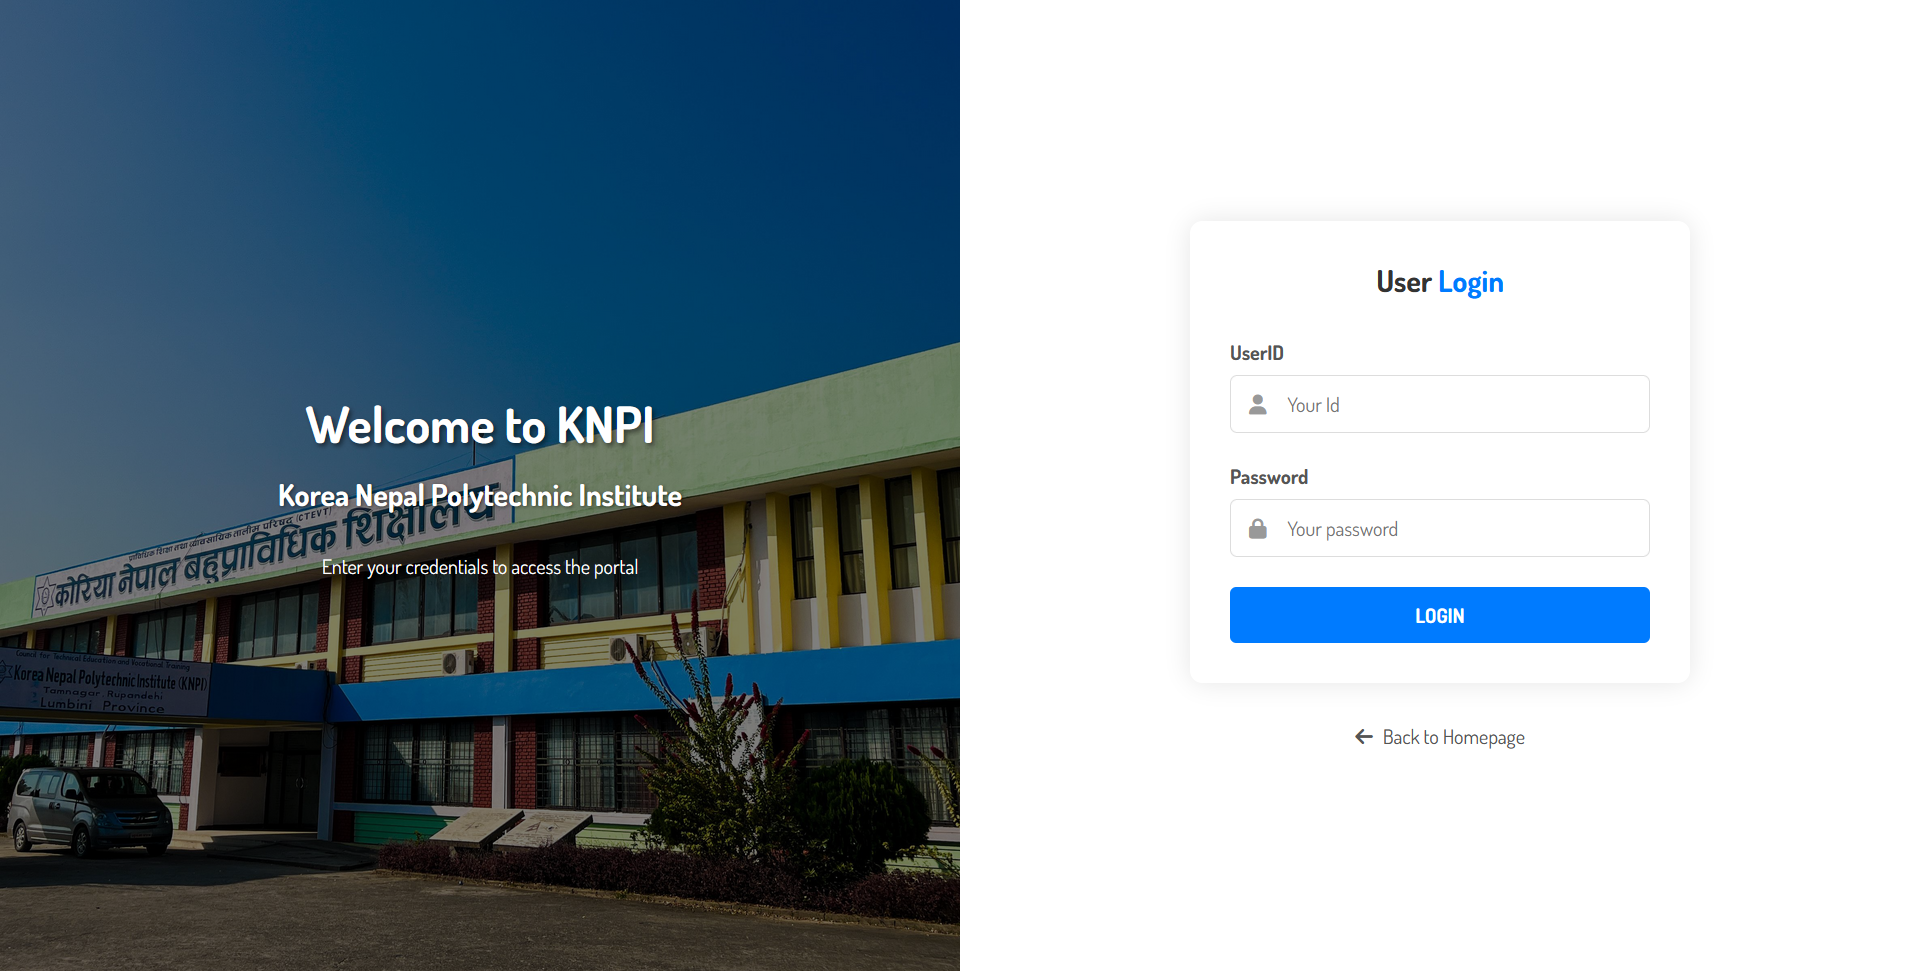 Welcome to KNPI
Korea Nepal Polytechnic Institute
Enter your credentials to access the portal
प्राविधिक शिक्षा तथा व्यावसायिक तालीम परिषद (CTEVT)
कोरिया नेपाल बहुप्राविधिक शिक्षालय
Council for Technical Education and Vocational Training
Korea Nepal Polytechnic Institute (KNPI)
Tamnagar, Rupandehi
Lumbini Province
User Login
UserID
Your Id
Password
Your password
LOGIN
Back to Homepage